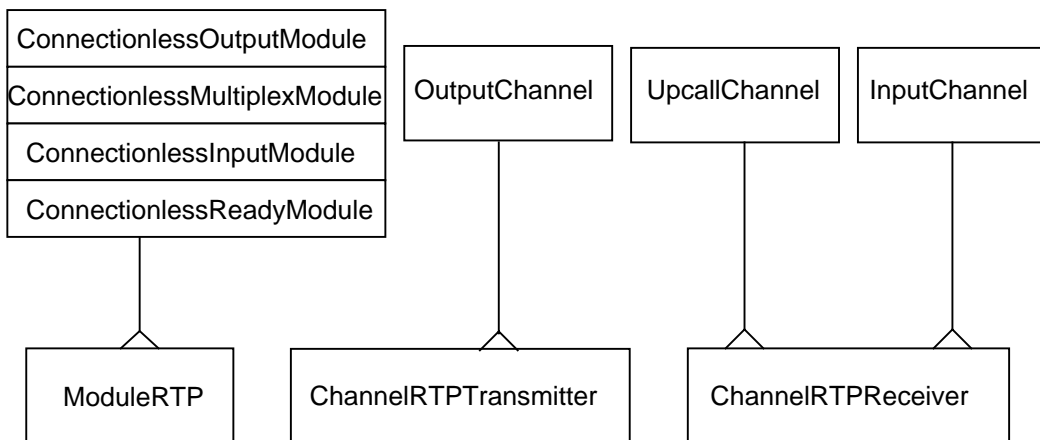 ConnectionlessOutputModule
ConnectionlessMultiplexModule
ConnectionlessInputModule
ConnectionlessReadyModule
OutputChannel
UpcallChannel
InputChannel
ModuleRTP
ChannelRTPTransmitter
ChannelRTPReceiver